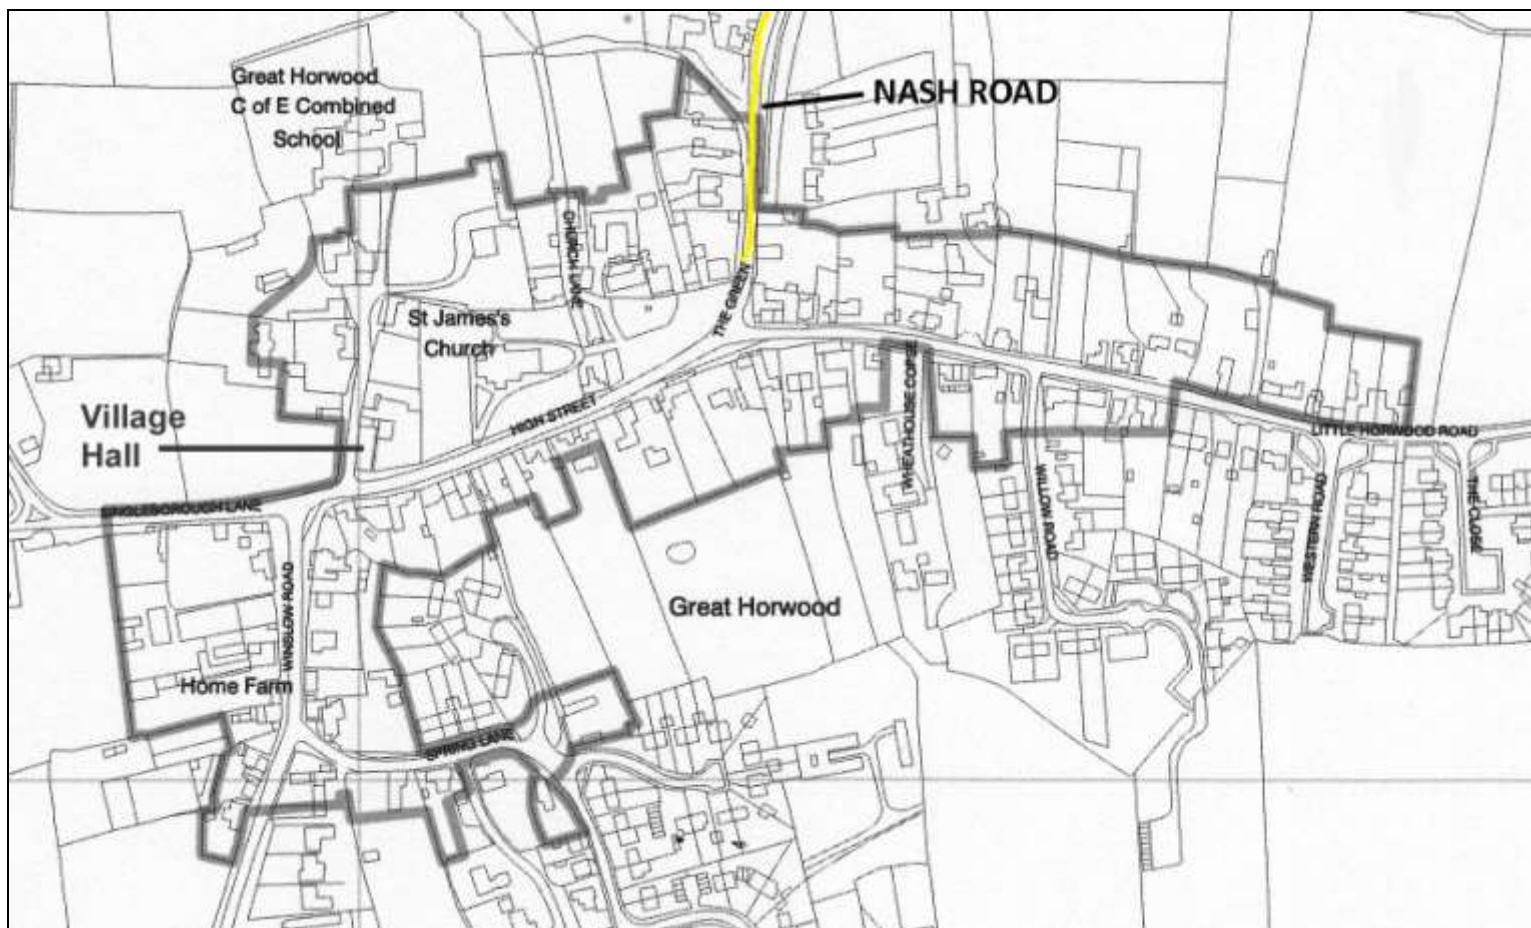 Great Horwood
C of E Combined
School
NASH ROAD
CHURCH LANE
THE GREEN
St James's
Church
HIGH STREET
Village
Hall
WHEATHOUSE COPSE
LITTLE HORWOOD ROAD
SINGLEBOROUGH LANE
WILLOW ROAD
WESTERN ROAD
THE CLOSE
WINSLOW ROAD
Great Horwood
Home Farm
SPRING LANE